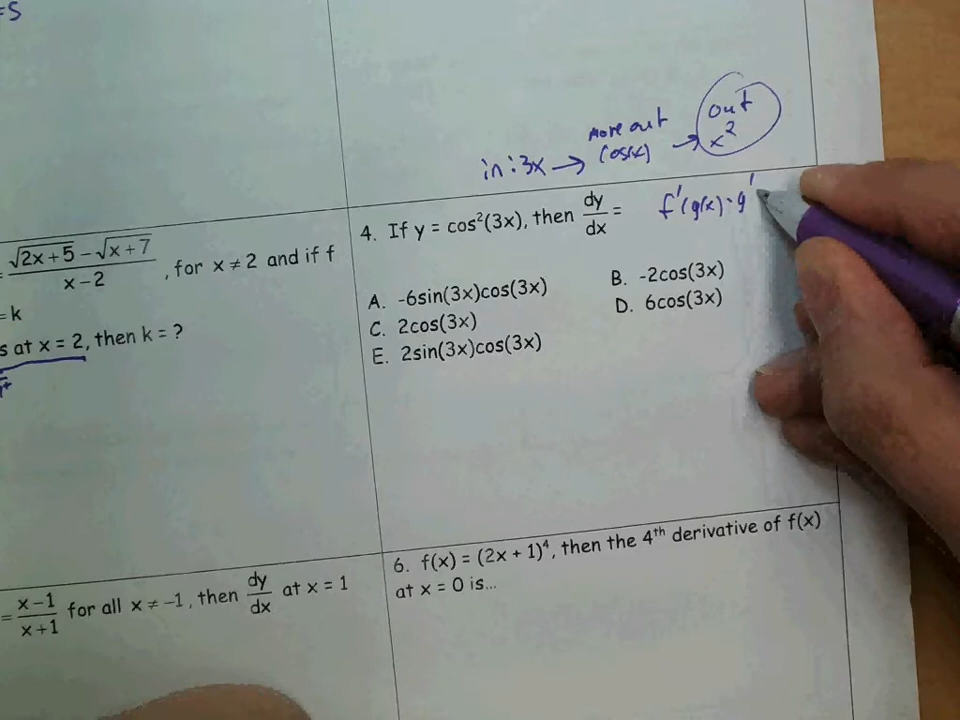 =5
out
x²
more out
cos(x)
in: 3x → →
4. If y = cos²(3x), then dy/dx =
f'(g(x)·g'
A. -6sin(3x)cos(3x)
B. -2cos(3x)
C. 2cos(3x)
D. 6cos(3x)
E. 2sin(3x)cos(3x)
= √2x+5 − √x+7 / x−2 , for x ≠ 2 and if f
= k
s at x = 2, then k = ?
= x−1 / x+1 for all x ≠ −1, then dy/dx at x = 1
6. f(x) = (2x + 1)⁴, then the 4th derivative of f(x)
at x = 0 is...